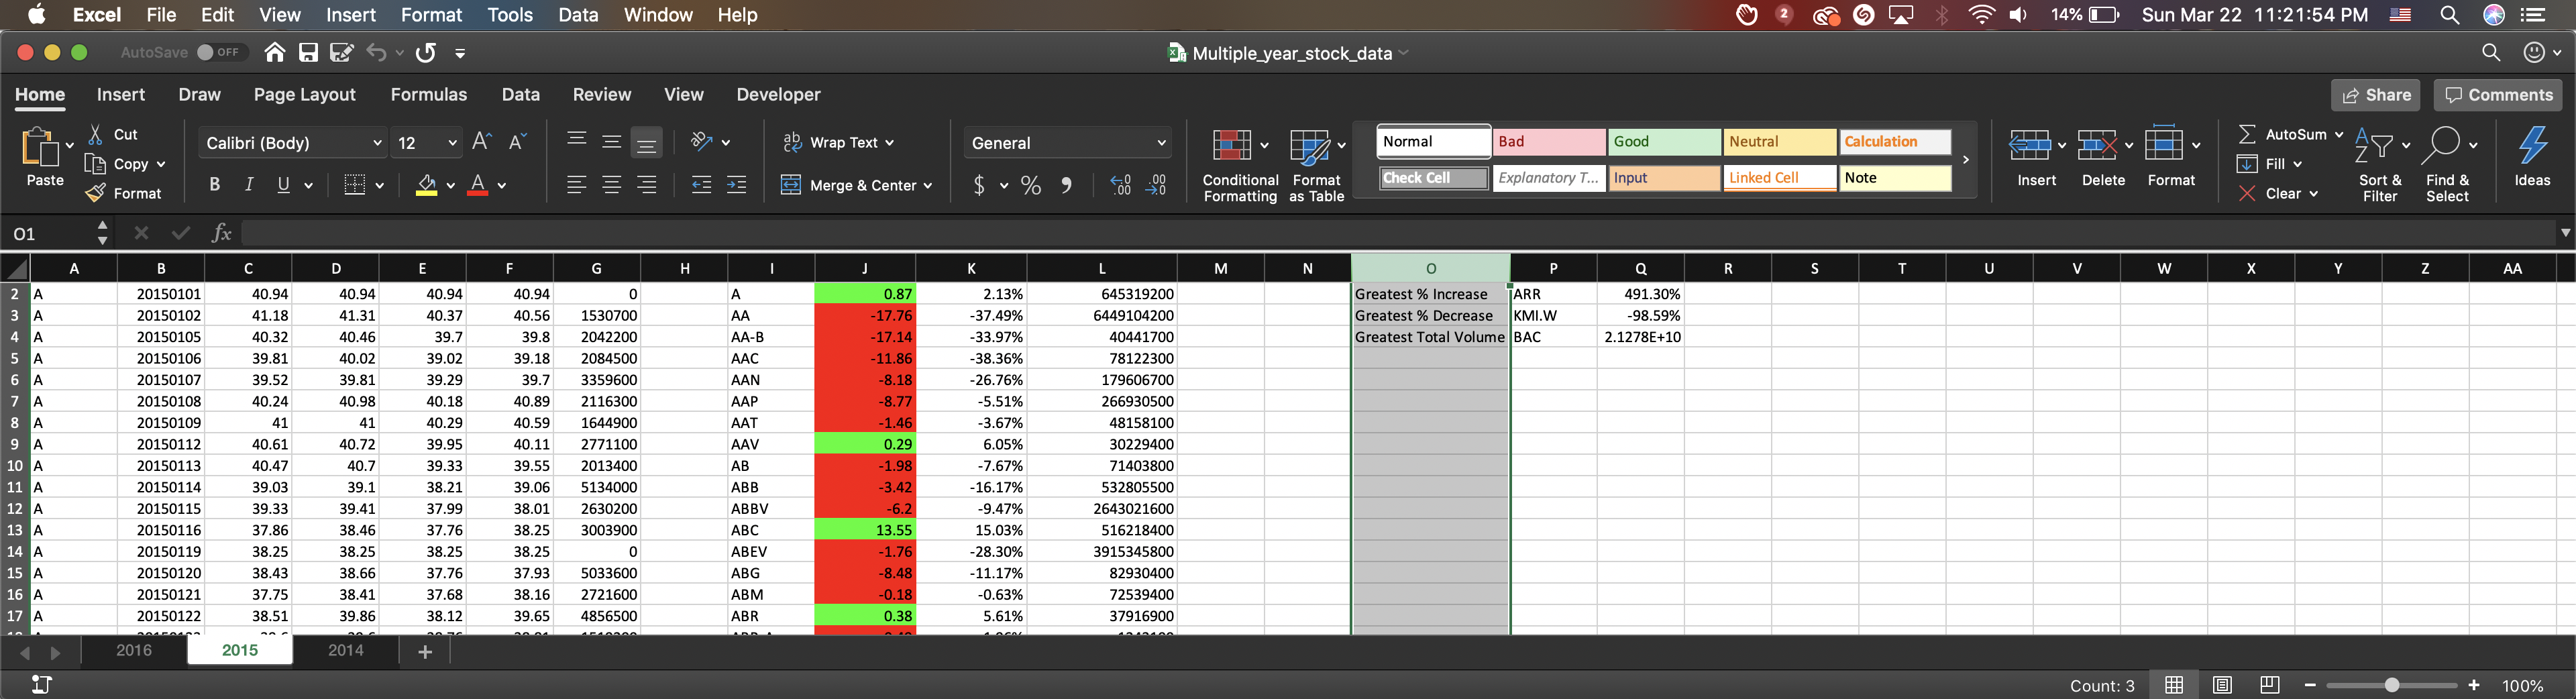 Excel File Edit View Insert Format Tools Data Window Help 2 14% Sun Mar 22 11:21:54 PM
AutoSave OFF Multiple_year_stock_data
Home Insert Draw Page Layout Formulas Data Review View Developer Share Comments
Paste Cut Copy Format
Calibri (Body) 12
B I U A
Wrap Text
Merge & Center
General
$ %
Conditional Formatting
Format as Table
Normal Bad Good Neutral Calculation
Check Cell Explanatory T... Input Linked Cell Note
Insert Delete Format
AutoSum
Fill
Clear
Sort & Filter
Find & Select
Ideas
O1 fx
A B C D E F G H I J K L M N O P Q R S T U V W X Y Z AA
2 A 20150101 40.94 40.94 40.94 40.94 0 A 0.87 2.13% 645319200 Greatest % Increase ARR 491.30%
3 A 20150102 41.18 41.31 40.37 40.56 1530700 AA -17.76 -37.49% 6449104200 Greatest % Decrease KMI.W -98.59%
4 A 20150105 40.32 40.46 39.7 39.8 2042200 AA-B -17.14 -33.97% 40441700 Greatest Total Volume BAC 2.1278E+10
5 A 20150106 39.81 40.02 39.02 39.18 2084500 AAC -11.86 -38.36% 78122300
6 A 20150107 39.52 39.81 39.29 39.7 3359600 AAN -8.18 -26.76% 179606700
7 A 20150108 40.24 40.98 40.18 40.89 2116300 AAP -8.77 -5.51% 266930500
8 A 20150109 41 41 40.29 40.59 1644900 AAT -1.46 -3.67% 48158100
9 A 20150112 40.61 40.72 39.95 40.11 2771100 AAV 0.29 6.05% 30229400
10 A 20150113 40.47 40.7 39.33 39.55 2013400 AB -1.98 -7.67% 71403800
11 A 20150114 39.03 39.1 38.21 39.06 5134000 ABB -3.42 -16.17% 532805500
12 A 20150115 39.33 39.41 37.99 38.01 2630200 ABBV -6.2 -9.47% 2643021600
13 A 20150116 37.86 38.46 37.76 38.25 3003900 ABC 13.55 15.03% 516218400
14 A 20150119 38.25 38.25 38.25 38.25 0 ABEV -1.76 -28.30% 3915345800
15 A 20150120 38.43 38.66 37.76 37.93 5033600 ABG -8.48 -11.17% 82930400
16 A 20150121 37.75 38.41 37.68 38.16 2721600 ABM -0.18 -0.63% 72539400
17 A 20150122 38.51 39.86 38.12 39.65 4856500 ABR 0.38 5.61% 37916900
2016 2015 2014 +
Count: 3 100%